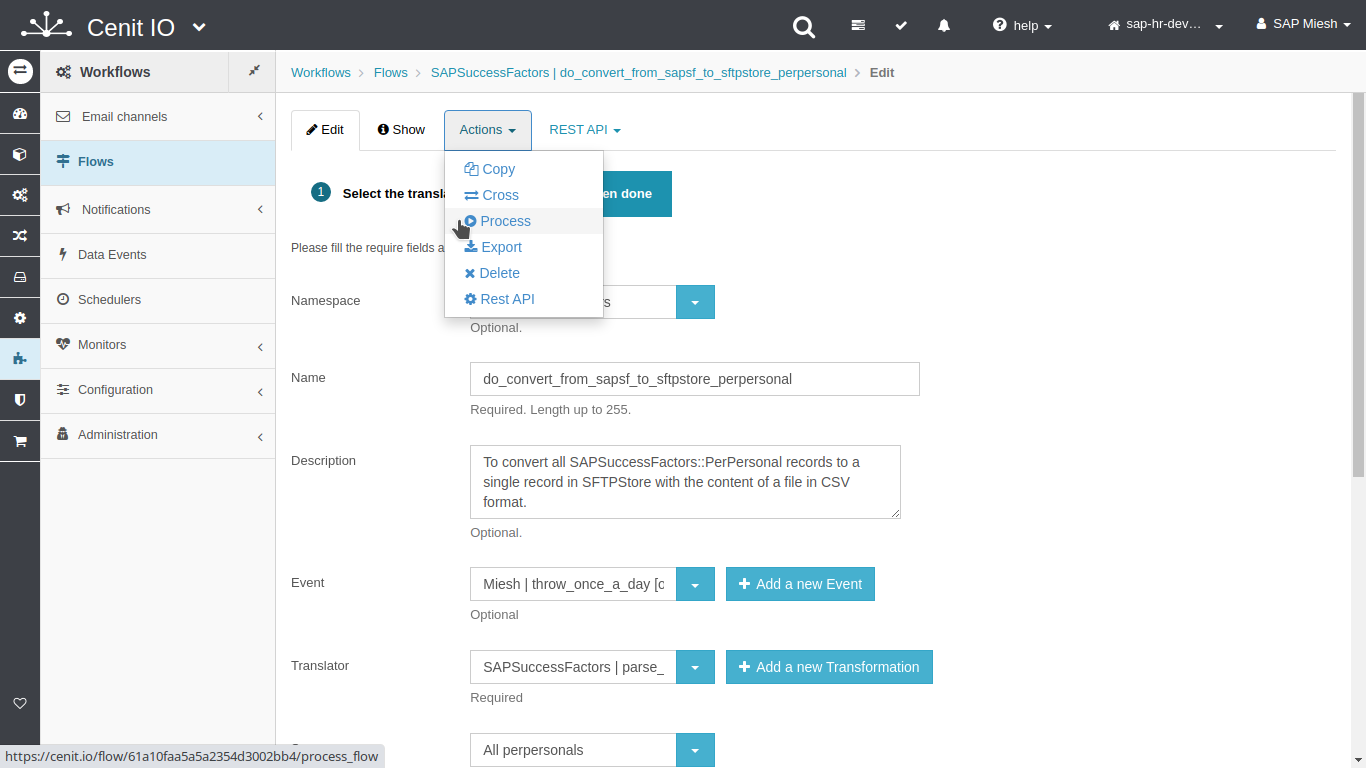 Cenit IO
help
sap-hr-dev...
SAP Miesh
Workflows
Workflows
Flows
SAPSuccessFactors | do_convert_from_sapsf_to_sftpstore_perpersonal
Edit
Email channels
Flows
Notifications
Data Events
Schedulers
Monitors
Configuration
Administration
Edit
Show
Actions
REST API
Copy
Cross
Process
Export
Delete
Rest API
1
Select the
en done
Please fill the require fields
Namespace
Optional.
Name
do_convert_from_sapsf_to_sftpstore_perpersonal
Required. Length up to 255.
Description
To convert all SAPSuccessFactors::PerPersonal records to a
single record in SFTPStore with the content of a file in CSV
format.
Optional.
Event
Miesh | throw_once_a_day
Add a new Event
Optional
Translator
SAPSuccessFactors | parse_
Add a new Transformation
Required
All perpersonals
https://cenit.io/flow/61a10faa5a5a2354d3002bb4/process_flow